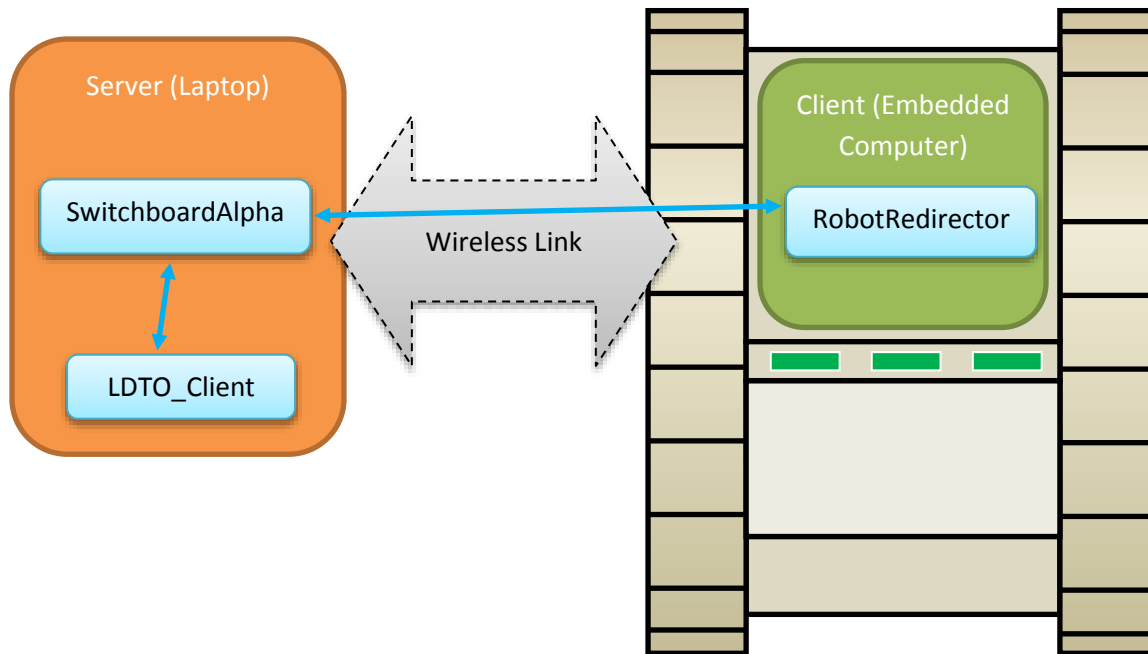 Server (Laptop)
SwitchboardAlpha
LDTO_Client
Wireless Link
Client (Embedded
Computer)
RobotRedirector